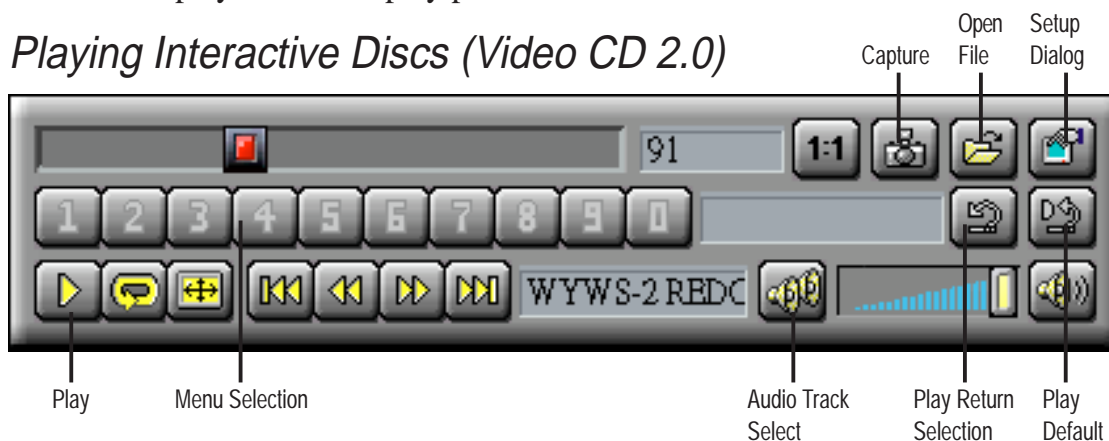 Playing Interactive Discs (Video CD 2.0)
Capture
Open
File
Setup
Dialog
91
1:1
1 2 3 4 5 6 7 8 9 0
WYWS-2 REDC
Play
Menu Selection
Audio Track
Select
Play Return
Selection
Play
Default